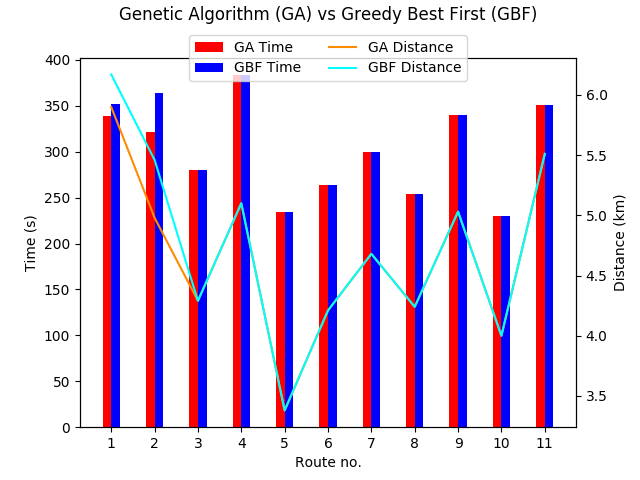 Genetic Algorithm (GA) vs Greedy Best First (GBF)
GA Time
GBF Time
GA Distance
GBF Distance
400
350
300
250
200
150
100
50
0
Time (s)
6.0
5.5
5.0
4.5
4.0
3.5
Distance (km)
1 2 3 4 5 6 7 8 9 10 11
Route no.